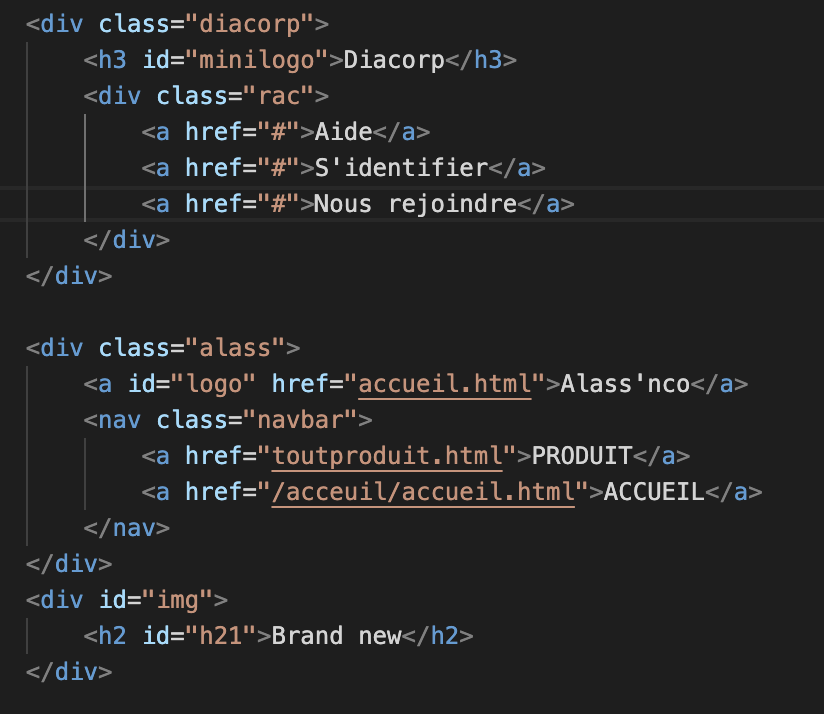 <div class="diacorp">
<h3 id="minilogo">Diacorp</h3>
<div class="rac">
<a href="#">Aide</a>
<a href="#">S'identifier</a>
<a href="#">Nous rejoindre</a>
</div>
</div>
<div class="alass">
<a id="logo" href="accueil.html">Alass'nco</a>
<nav class="navbar">
<a href="toutproduit.html">PRODUIT</a>
<a href="/acceuil/accueil.html">ACCUEIL</a>
</nav>
</div>
<div id="img">
<h2 id="h21">Brand new</h2>
</div>